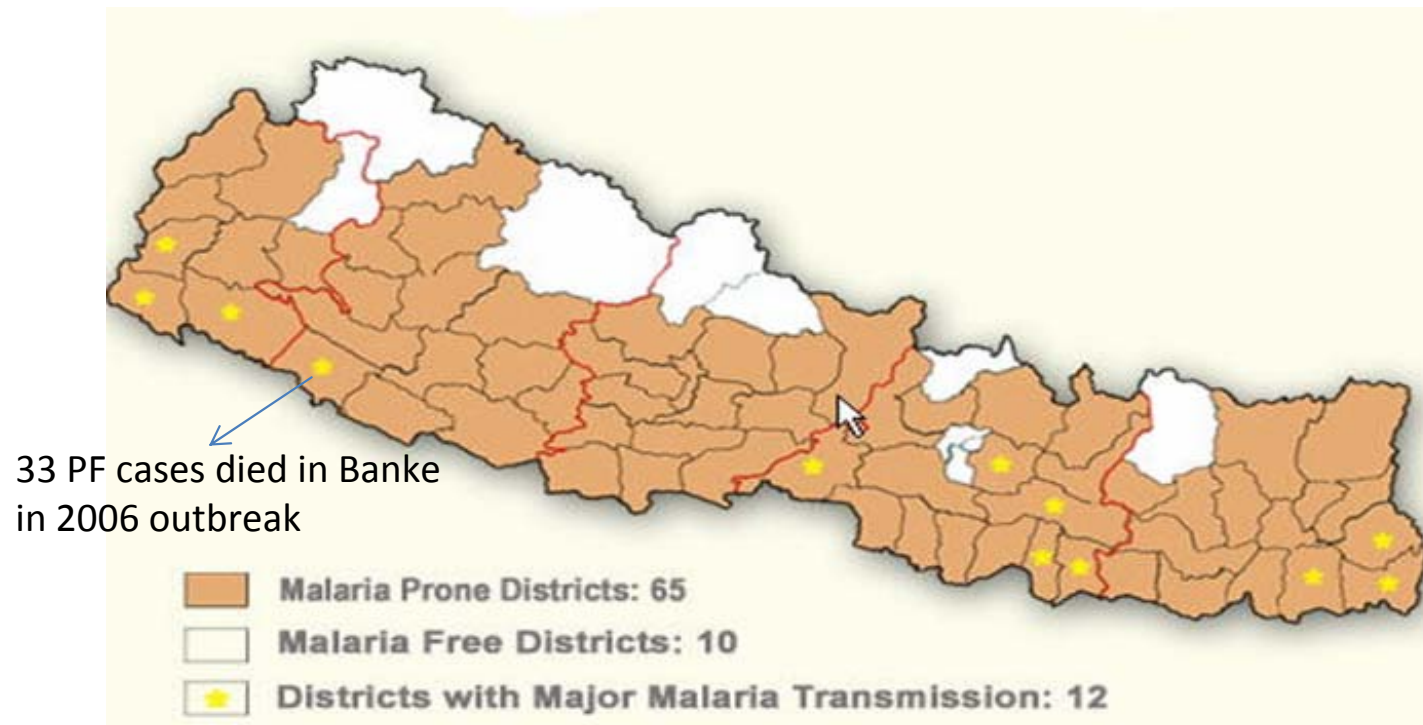 33 PF cases died in Banke
in 2006 outbreak
Malaria Prone Districts: 65
Malaria Free Districts: 10
Districts with Major Malaria Transmission: 12